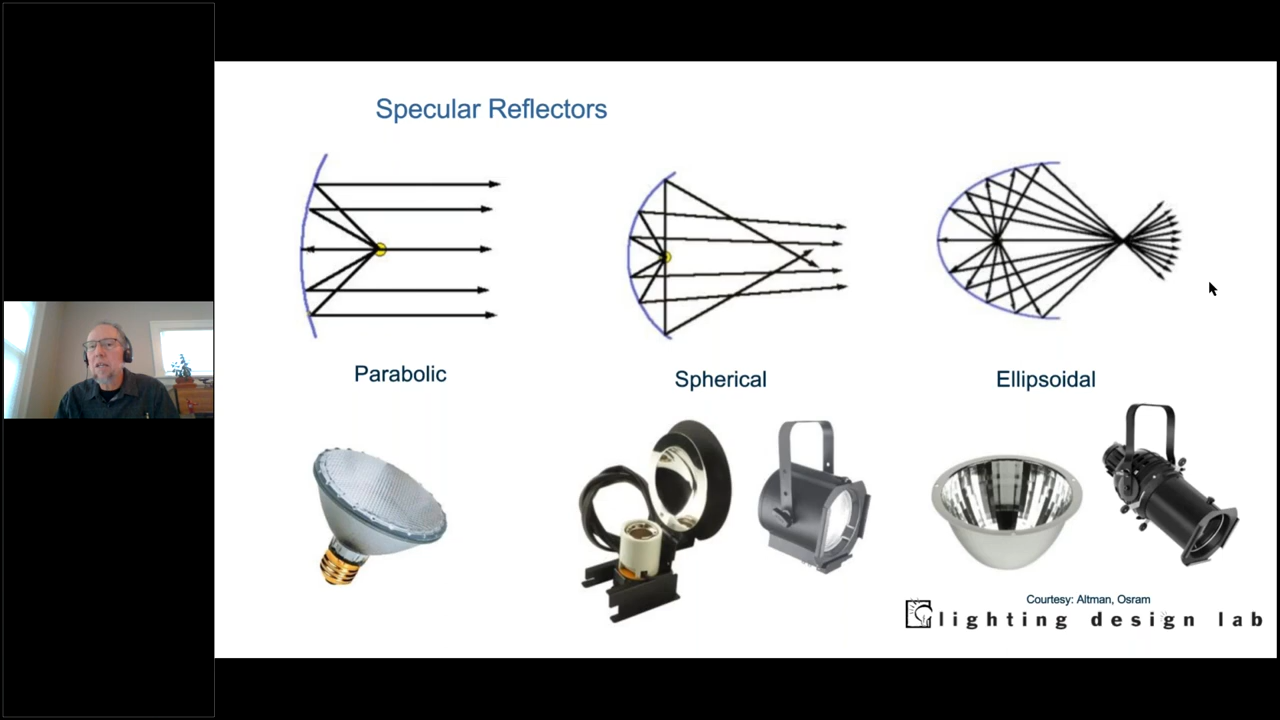 Specular Reflectors
Parabolic
Spherical
Ellipsoidal
Courtesy: Altman, Osram
lighting design lab